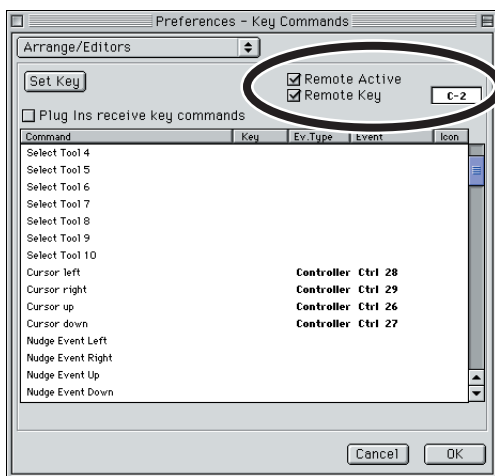 Preferences - Key Commands
Arrange/Editors
Set Key
Remote Active
Remote Key C-2
Plug Ins receive key commands
Command Key Ev.Type Event Icon
Select Tool 4
Select Tool 5
Select Tool 6
Select Tool 7
Select Tool 8
Select Tool 9
Select Tool 10
Cursor left Controller Ctrl 28
Cursor right Controller Ctrl 29
Cursor up Controller Ctrl 26
Cursor down Controller Ctrl 27
Nudge Event Left
Nudge Event Right
Nudge Event Up
Nudge Event Down
Cancel OK